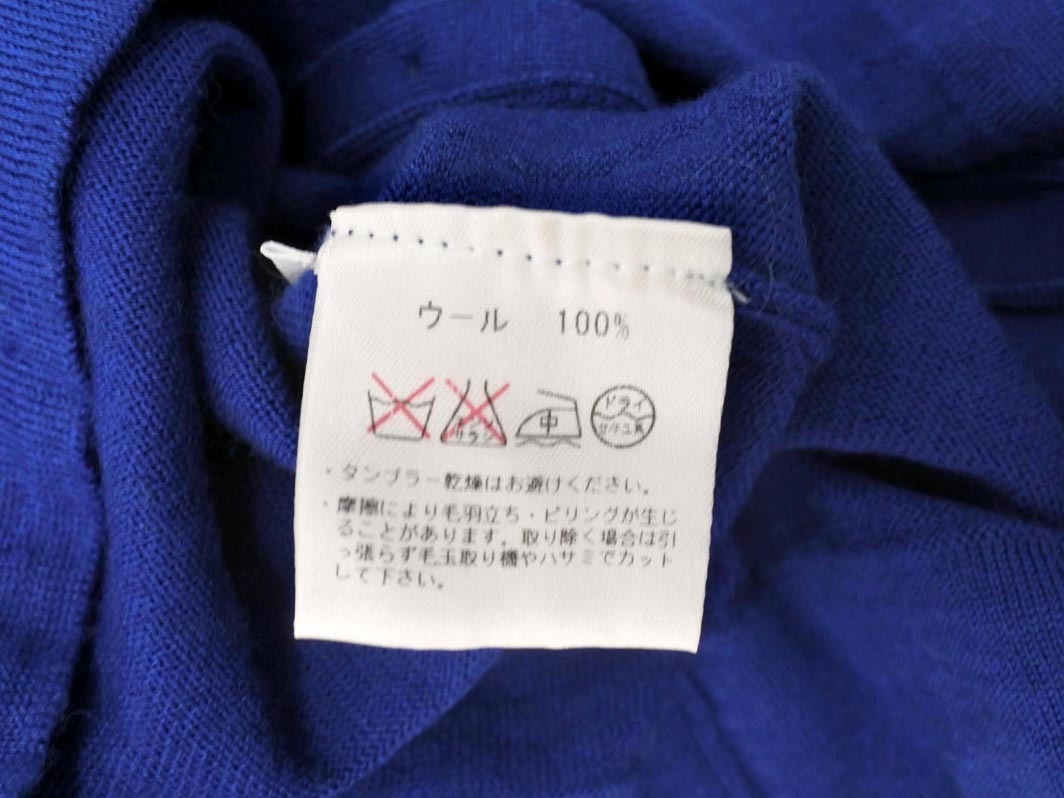 ウール 100%
エンソ サラシ 中 ドライ セキユ系
・タンブラー乾燥はお避けください。
・摩擦により毛羽立ち・ピリングが生じ
ることがあります。取り除く場合は引
っ張らず毛玉取り機やハサミでカット
して下さい。